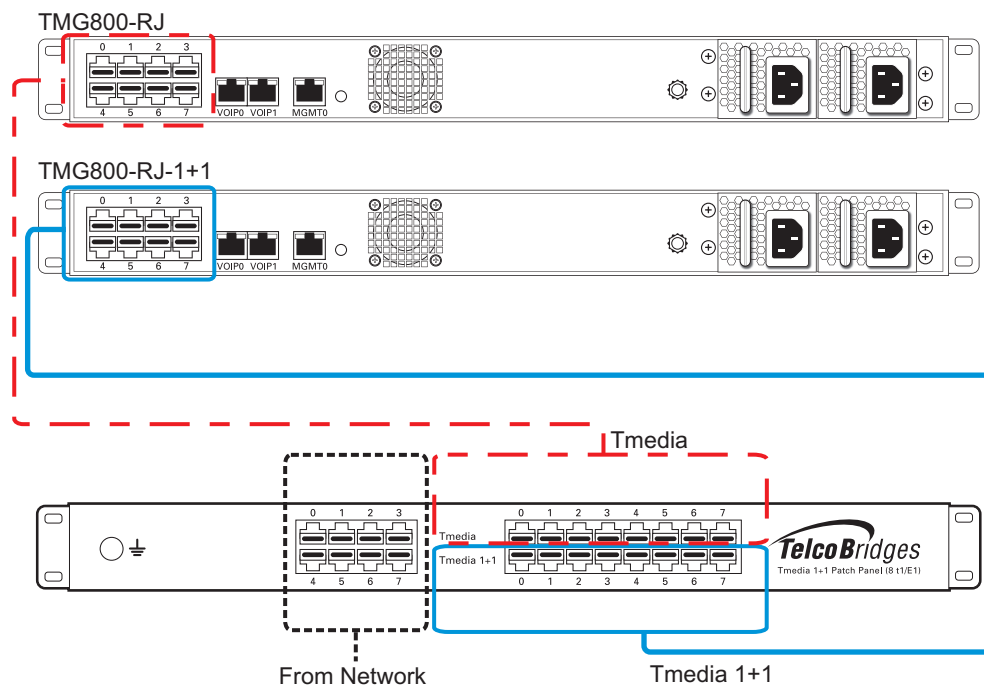 TMG800-RJ
0 1 2 3
4 5 6 7
VOIP0 VOIP1 MGMT0
TMG800-RJ-1+1
0 1 2 3
4 5 6 7
VOIP0 VOIP1 MGMT0
Tmedia
0 1 2 3
4 5 6 7
0 1 2 3 4 5 6 7
Tmedia
Tmedia 1+1
0 1 2 3 4 5 6 7
TelcoBridges
Tmedia 1+1 Patch Panel (8 t1/E1)
From Network
Tmedia 1+1